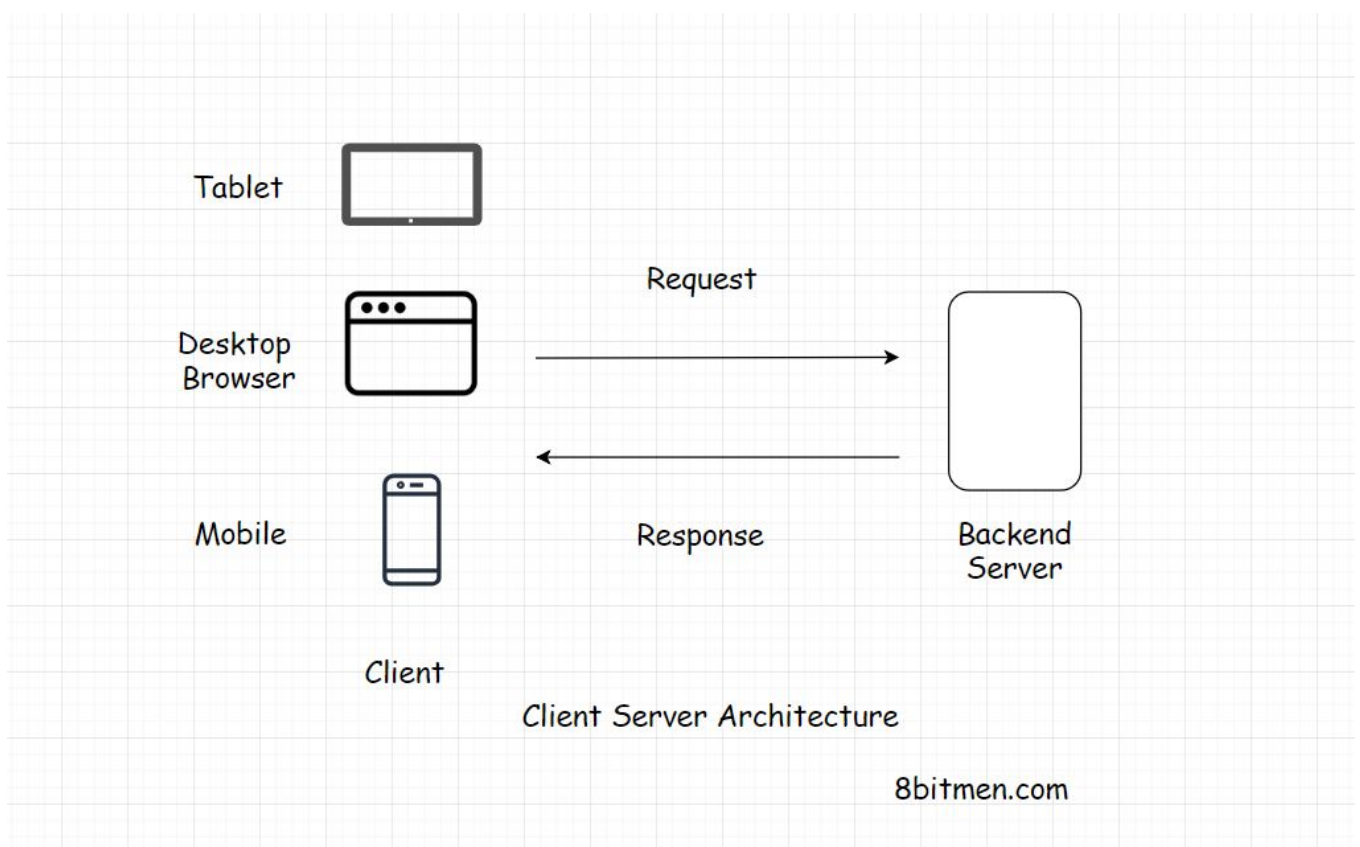 Tablet
Request
Desktop
Browser
Mobile
Response
Backend
Server
Client
Client Server Architecture
8bitmen.com